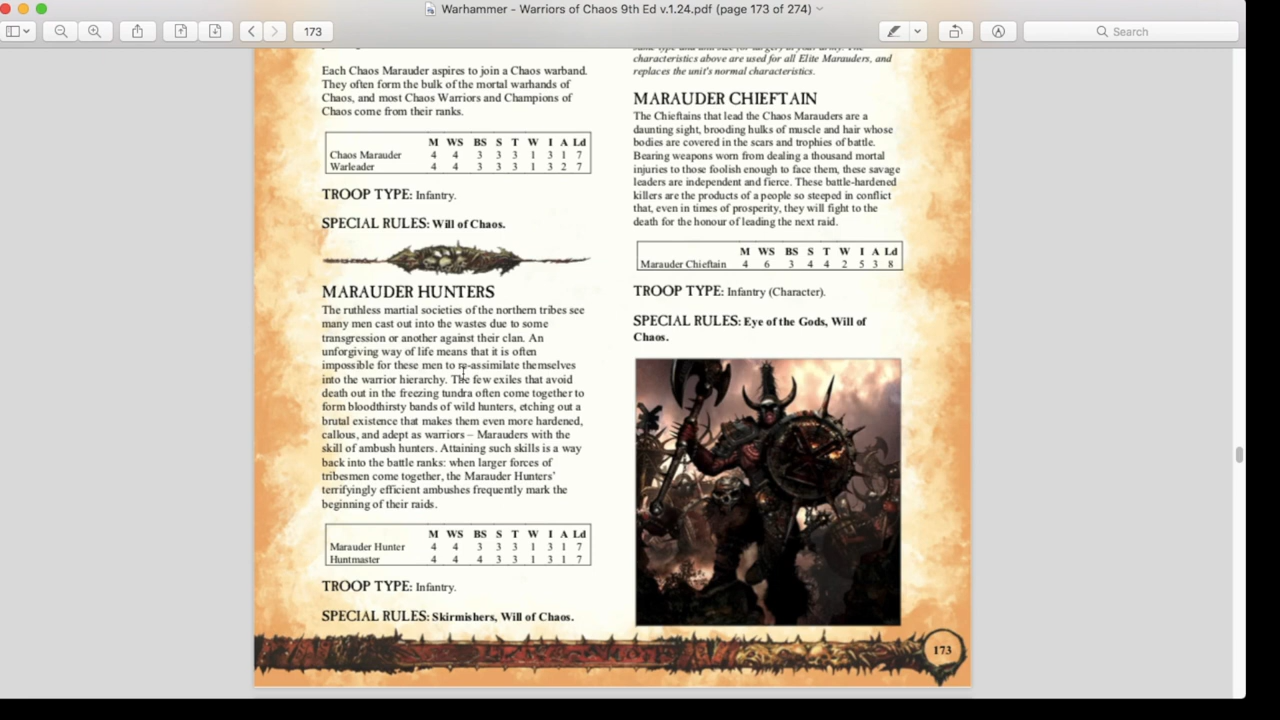 Warhammer - Warriors of Chaos 9th Ed v.1.24.pdf (page 173 of 274)
173
Search
Each Chaos Marauder aspires to join a Chaos warband.
They often form the bulk of the mortal warhands of
Chaos, and most Chaos Warriors and Champions of
Chaos come from their ranks.
M WS BS S T W I A Ld
Chaos Marauder 4 4 3 3 3 1 3 1 7
Warleader 4 4 3 3 3 1 3 2 7
TROOP TYPE: Infantry.
SPECIAL RULES: Will of Chaos.
MARAUDER HUNTERS
The ruthless martial societies of the northern tribes see
many men cast out into the wastes due to some
transgression or another against their clan. An
unforgiving way of life means that it is often
impossible for these men to re-assimilate themselves
into the warrior hierarchy. The few exiles that avoid
death out in the freezing tundra often come together to
form bloodthirsty bands of wild hunters, etching out a
brutal existence that makes them even more hardened,
callous, and adept as warriors – Marauders with the
skill of ambush hunters. Attaining such skills is a way
back into the battle ranks: when larger forces of
tribesmen come together, the Marauder Hunters'
terrifyingly efficient ambushes frequently mark the
beginning of their raids.
M WS BS S T W I A Ld
Marauder Hunter 4 4 3 3 3 1 3 1 7
Huntmaster 4 4 4 3 3 1 3 1 7
TROOP TYPE: Infantry.
SPECIAL RULES: Skirmishers, Will of Chaos.
characteristics above are used for all Elite Marauders, and
replaces the unit's normal characteristics.
MARAUDER CHIEFTAIN
The Chieftains that lead the Chaos Marauders are a
daunting sight, brooding hulks of muscle and hair whose
bodies are covered in the scars and trophies of battle.
Bearing weapons worn from dealing a thousand mortal
injuries to those foolish enough to face them, these savage
leaders are independent and fierce. These battle-hardened
killers are the products of a people so steeped in conflict
that, even in times of prosperity, they will fight to the
death for the honour of leading the next raid.
M WS BS S T W I A Ld
Marauder Chieftain 4 6 3 4 4 2 5 3 8
TROOP TYPE: Infantry (Character).
SPECIAL RULES: Eye of the Gods, Will of
Chaos.
173